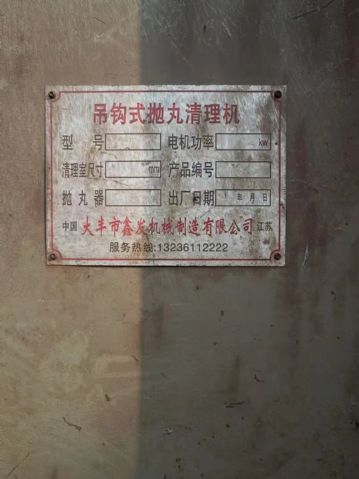 吊钩式抛丸清理机
型 号 电机功率 kw
清理室尺寸 mm 产品编号
抛丸器 出厂日期 年 月 日
中国 大丰市鑫发机械制造有限公司 江苏
服务热线:13236112222